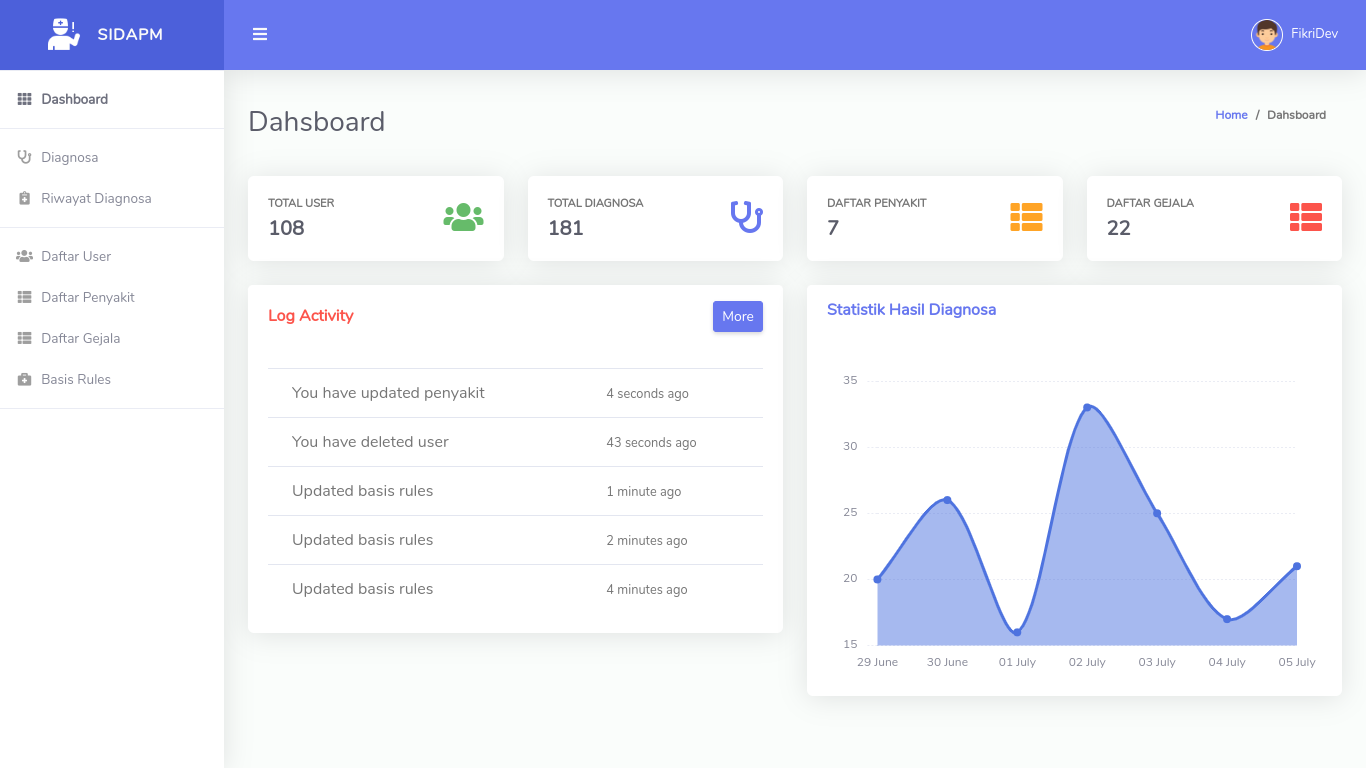 SIDAPM
FikriDev
Dashboard
Diagnosa
Riwayat Diagnosa
Daftar User
Daftar Penyakit
Daftar Gejala
Basis Rules
Dahsboard
Home / Dahsboard
TOTAL USER
108
TOTAL DIAGNOSA
181
DAFTAR PENYAKIT
7
DAFTAR GEJALA
22
Log Activity
More
You have updated penyakit 4 seconds ago
You have deleted user 43 seconds ago
Updated basis rules 1 minute ago
Updated basis rules 2 minutes ago
Updated basis rules 4 minutes ago
Statistik Hasil Diagnosa
35
30
25
20
15
29 June 30 June 01 July 02 July 03 July 04 July 05 July